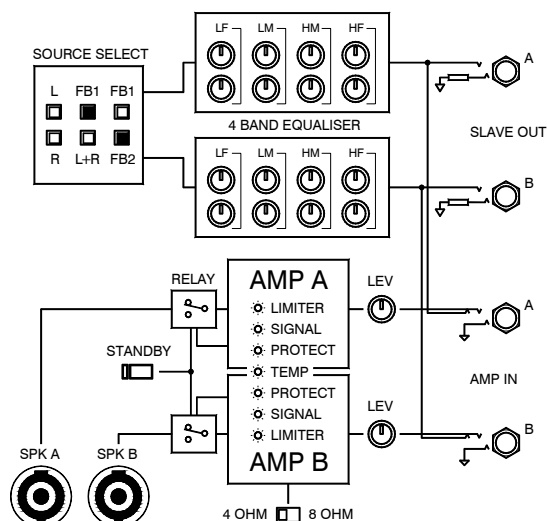 SOURCE SELECT
L FB1 FB1
R L+R FB2
LF LM HM HF
4 BAND EQUALISER
LF LM HM HF
A
SLAVE OUT
B
RELAY
AMP A
LEV
LIMITER
SIGNAL
PROTECT
A
STANDBY
TEMP
AMP IN
PROTECT
SIGNAL
LIMITER
LEV
B
AMP B
SPK A SPK B
4 OHM 8 OHM